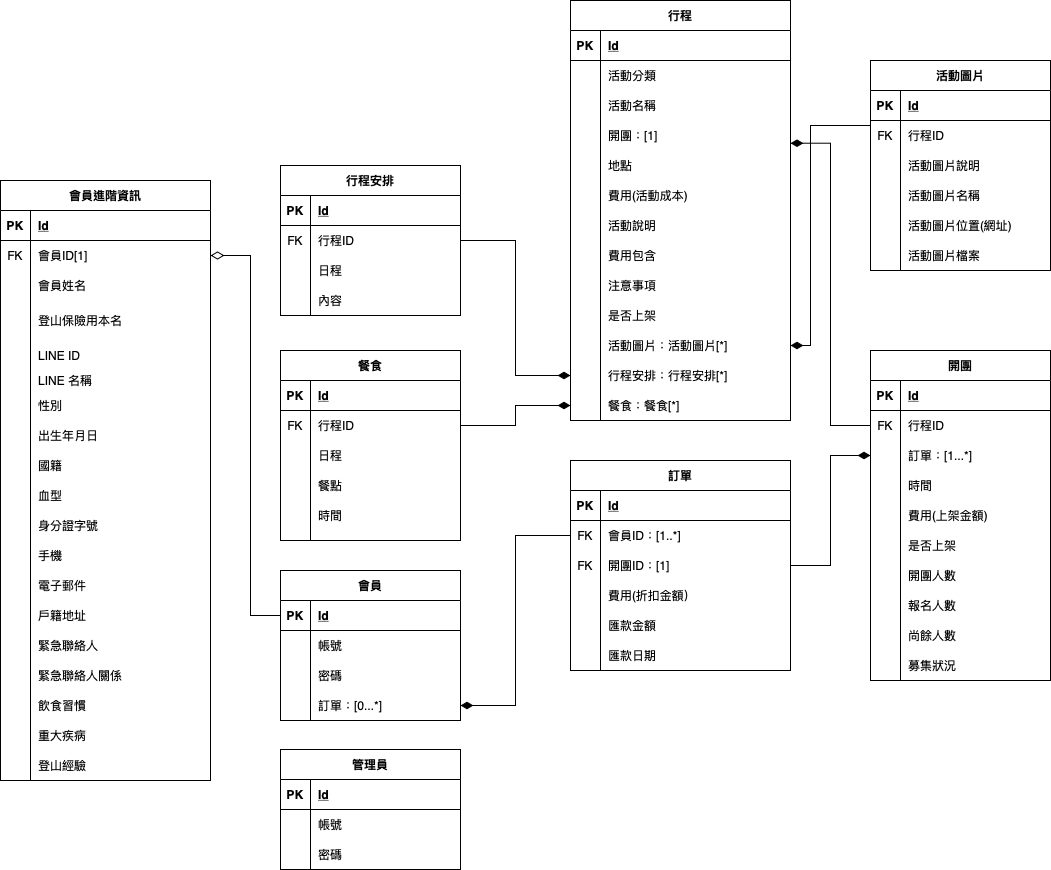 行程
PK Id
活動分類
活動名稱
開團：[1]
地點
費用(活動成本)
活動說明
費用包含
注意事項
是否上架
活動圖片：活動圖片[*]
行程安排：行程安排[*]
餐食：餐食[*]
活動圖片
PK Id
FK 行程ID
活動圖片說明
活動圖片名稱
活動圖片位置(網址)
活動圖片檔案
行程安排
PK Id
FK 行程ID
日程
內容
會員進階資訊
PK Id
FK 會員ID[1]
會員姓名
登山保險用本名
LINE ID
LINE 名稱
性別
出生年月日
國籍
血型
身分證字號
手機
電子郵件
戶籍地址
緊急聯絡人
緊急聯絡人關係
飲食習慣
重大疾病
登山經驗
餐食
PK Id
FK 行程ID
日程
餐點
時間
開團
PK Id
FK 行程ID
訂單：[1...*]
時間
費用(上架金額)
是否上架
開團人數
報名人數
尚餘人數
募集狀況
訂單
PK Id
FK 會員ID：[1..*]
FK 開團ID：[1]
費用(折扣金額)
匯款金額
匯款日期
會員
PK Id
帳號
密碼
訂單：[0...*]
管理員
PK Id
帳號
密碼